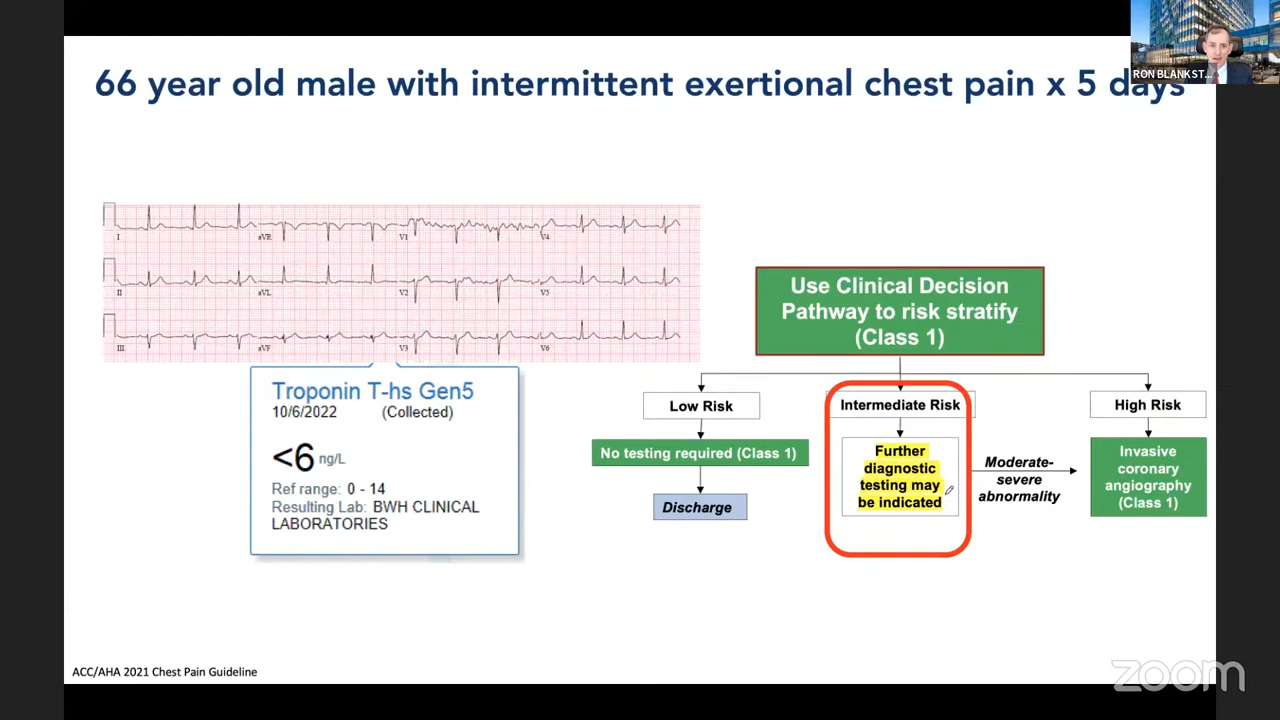 RON BLANKST...
66 year old male with intermittent exertional chest pain x 5 days
I
aVR
V1
V4
II
aVL
V2
V5
III
aVF
V3
V6
Troponin T-hs Gen5
10/6/2022 (Collected)
<6 ng/L
Ref range: 0 - 14
Resulting Lab: BWH CLINICAL
LABORATORIES
Use Clinical Decision
Pathway to risk stratify
(Class 1)
Low Risk
No testing required (Class 1)
Discharge
Intermediate Risk
Further
diagnostic
testing may
be indicated
Moderate-
severe
abnormality
High Risk
Invasive
coronary
angiography
(Class 1)
ACC/AHA 2021 Chest Pain Guideline
zoom